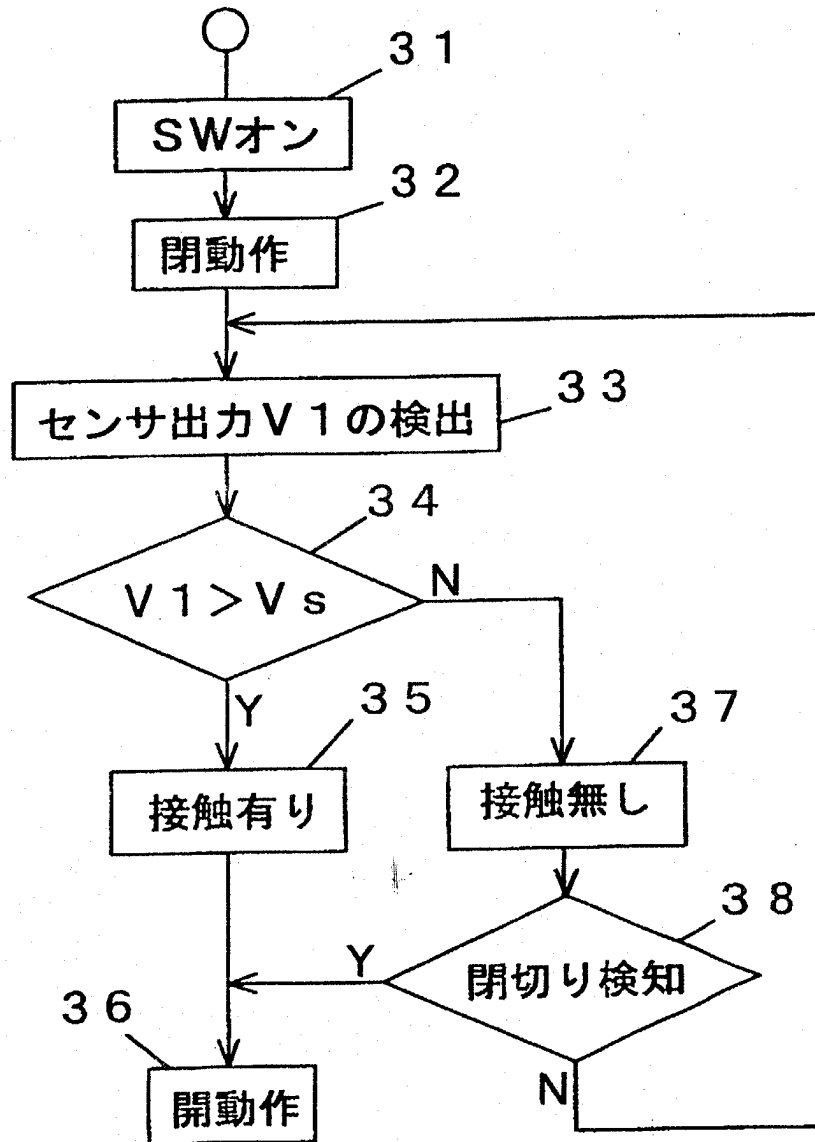 ３１
ＳＷオン
３２
閉動作
３３
センサ出力Ｖ１の検出
３４
Ｖ１＞Ｖｓ
N
Y
３５
３７
接触有り
接触無し
３８
Y
閉切り検知
３６
開動作
N